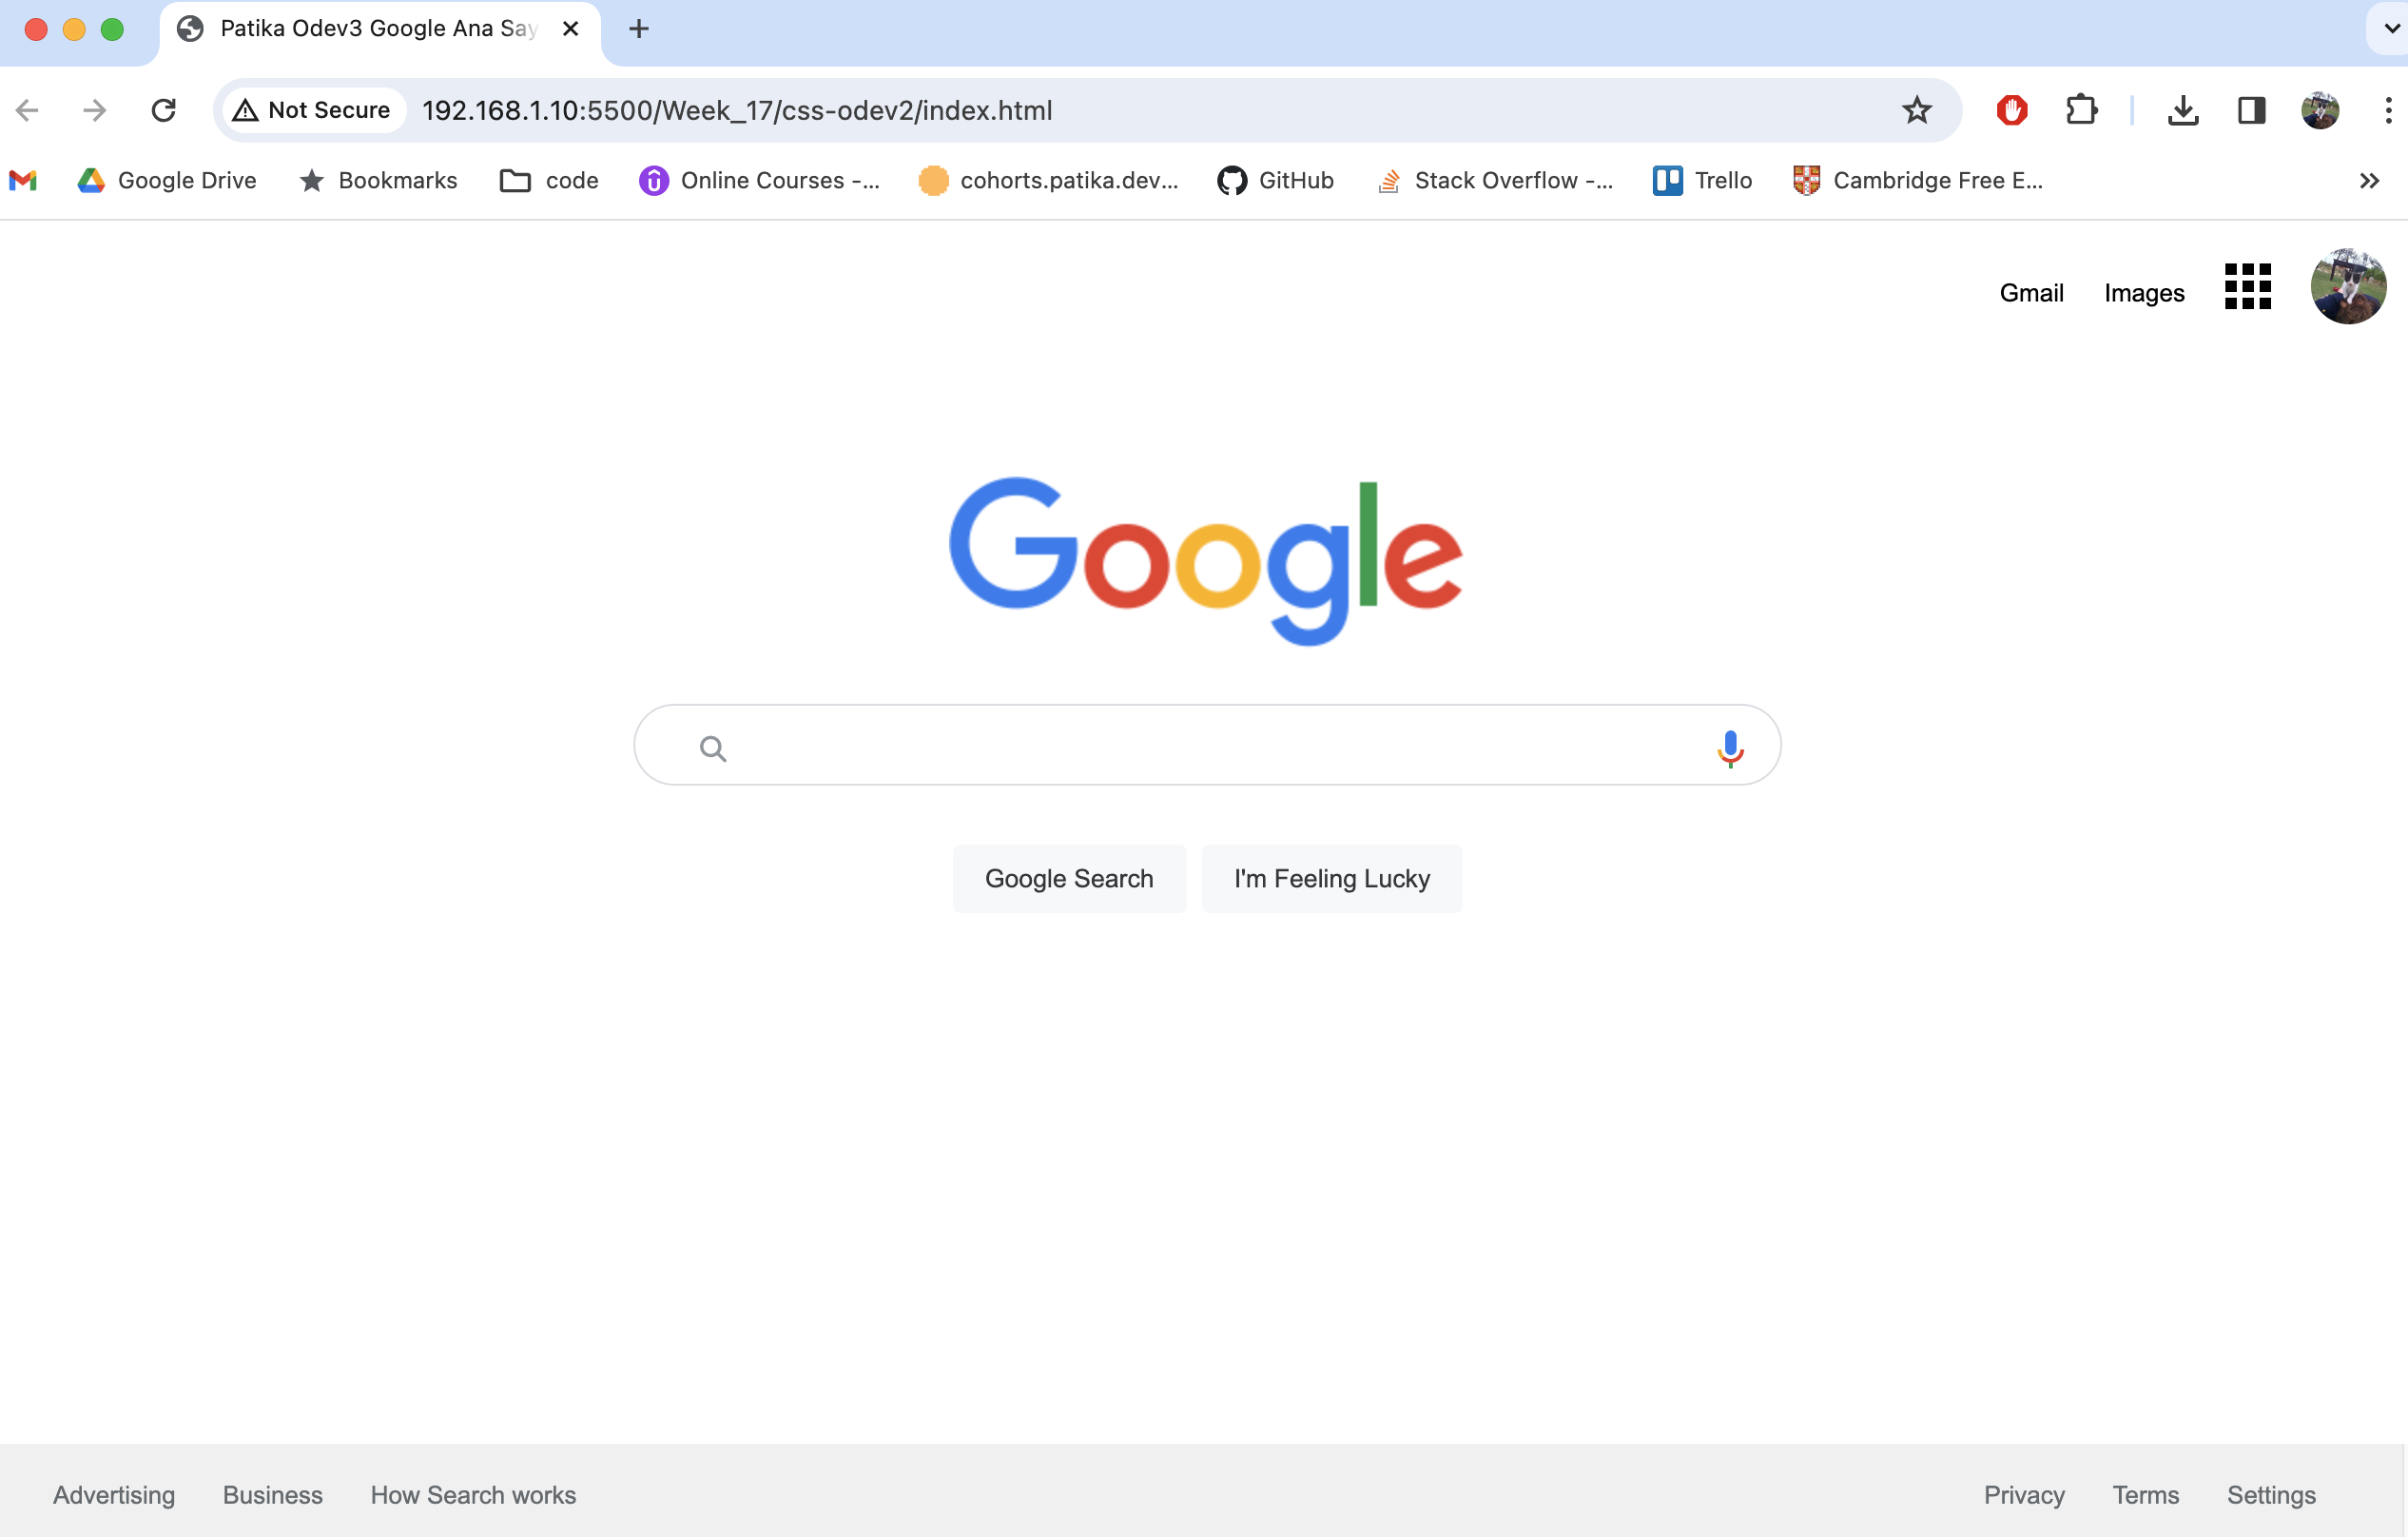 Patika Odev3 Google Ana Say
Not Secure 192.168.1.10:5500/Week_17/css-odev2/index.html
Google Drive Bookmarks code Online Courses -... cohorts.patika.dev... GitHub Stack Overflow -... Trello Cambridge Free E...
Gmail Images
Google
Google Search I'm Feeling Lucky
Advertising Business How Search works Privacy Terms Settings